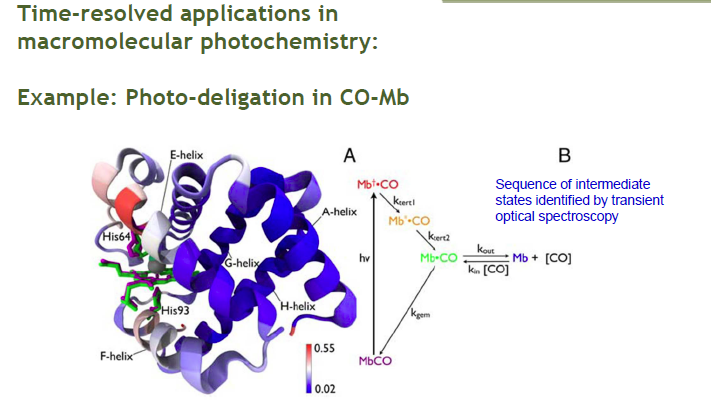 Time-resolved applications in
macromolecular photochemistry:
Example: Photo-deligation in CO-Mb
A
B
E-helix
A-helix
His64
G-helix
H-helix
His93
F-helix
0.55
0.02
Mb‡•CO
ktert1
Mb'•CO
ktert2
hν
Mb•CO
kout
kin [CO]
Mb + [CO]
kgem
MbCO
Sequence of intermediate
states identified by transient
optical spectroscopy